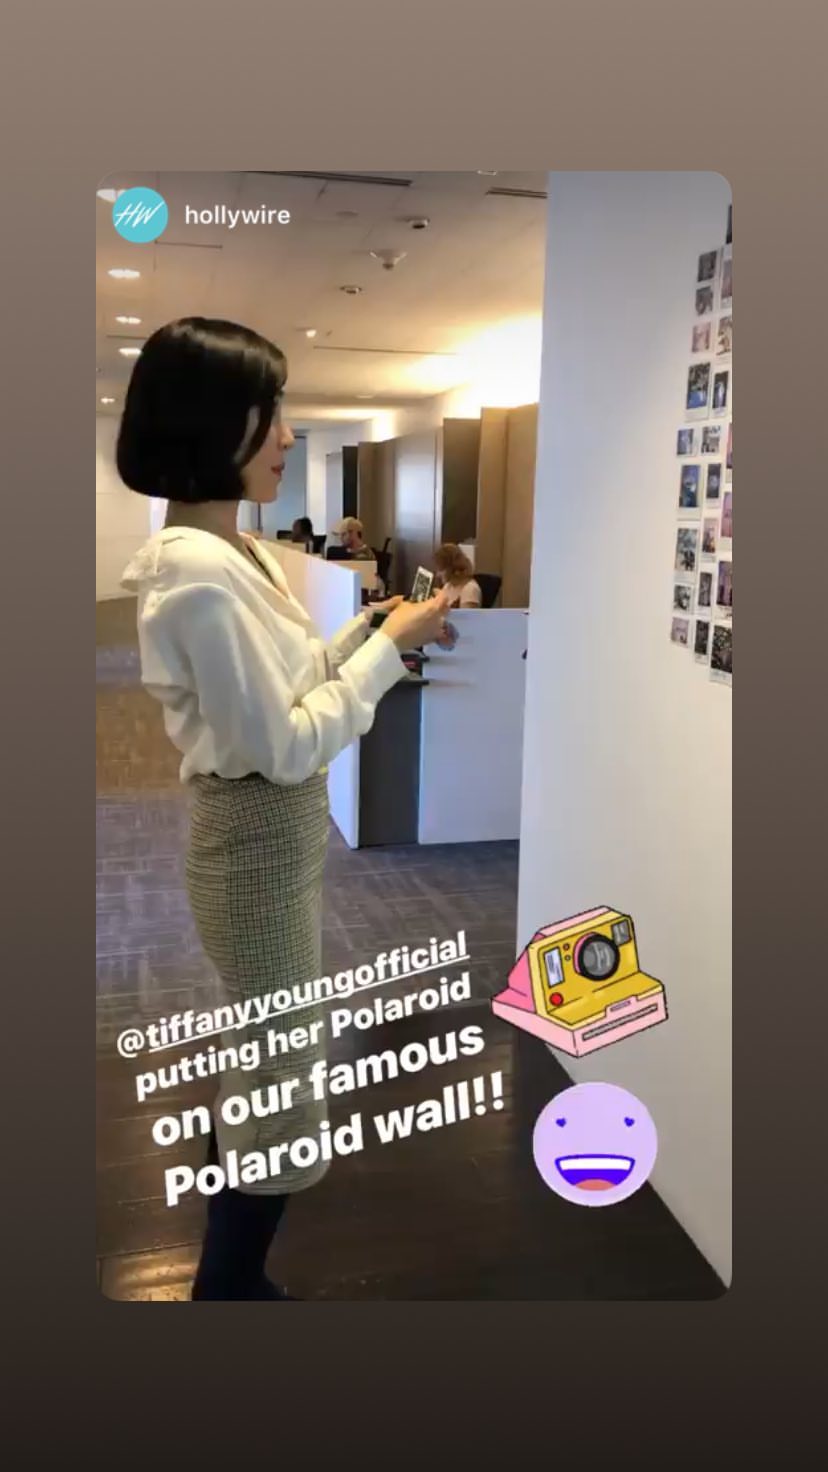 HW hollywire
@tiffanyyoungofficial
putting her Polaroid
on our famous
Polaroid wall!!